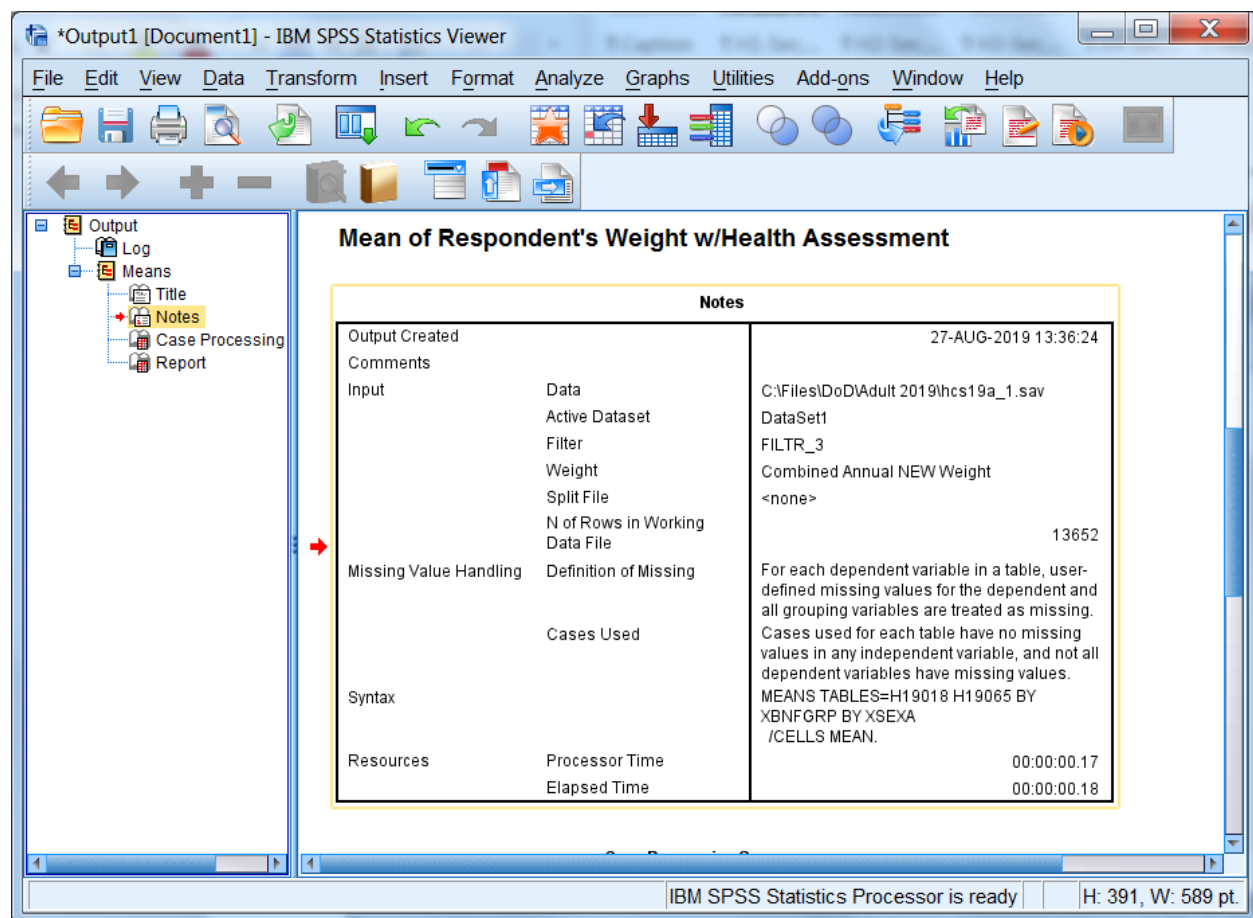 *Output1 [Document1] - IBM SPSS Statistics Viewer
File Edit View Data Transform Insert Format Analyze Graphs Utilities Add-ons Window Help
Output
Log
Means
Title
Notes
Case Processing
Report
Mean of Respondent's Weight w/Health Assessment
Notes
Output Created 27-AUG-2019 13:36:24
Comments
Input Data C:\Files\DoD\Adult 2019\hcs19a_1.sav
Active Dataset DataSet1
Filter FILTR_3
Weight Combined Annual NEW Weight
Split File <none>
N of Rows in Working
Data File 13652
Missing Value Handling Definition of Missing For each dependent variable in a table, user-
defined missing values for the dependent and
all grouping variables are treated as missing.
Cases Used Cases used for each table have no missing
values in any independent variable, and not all
dependent variables have missing values.
Syntax MEANS TABLES=H19018 H19065 BY
XBNFGRP BY XSEXA
/CELLS MEAN.
Resources Processor Time 00:00:00.17
Elapsed Time 00:00:00.18
IBM SPSS Statistics Processor is ready H: 391, W: 589 pt.